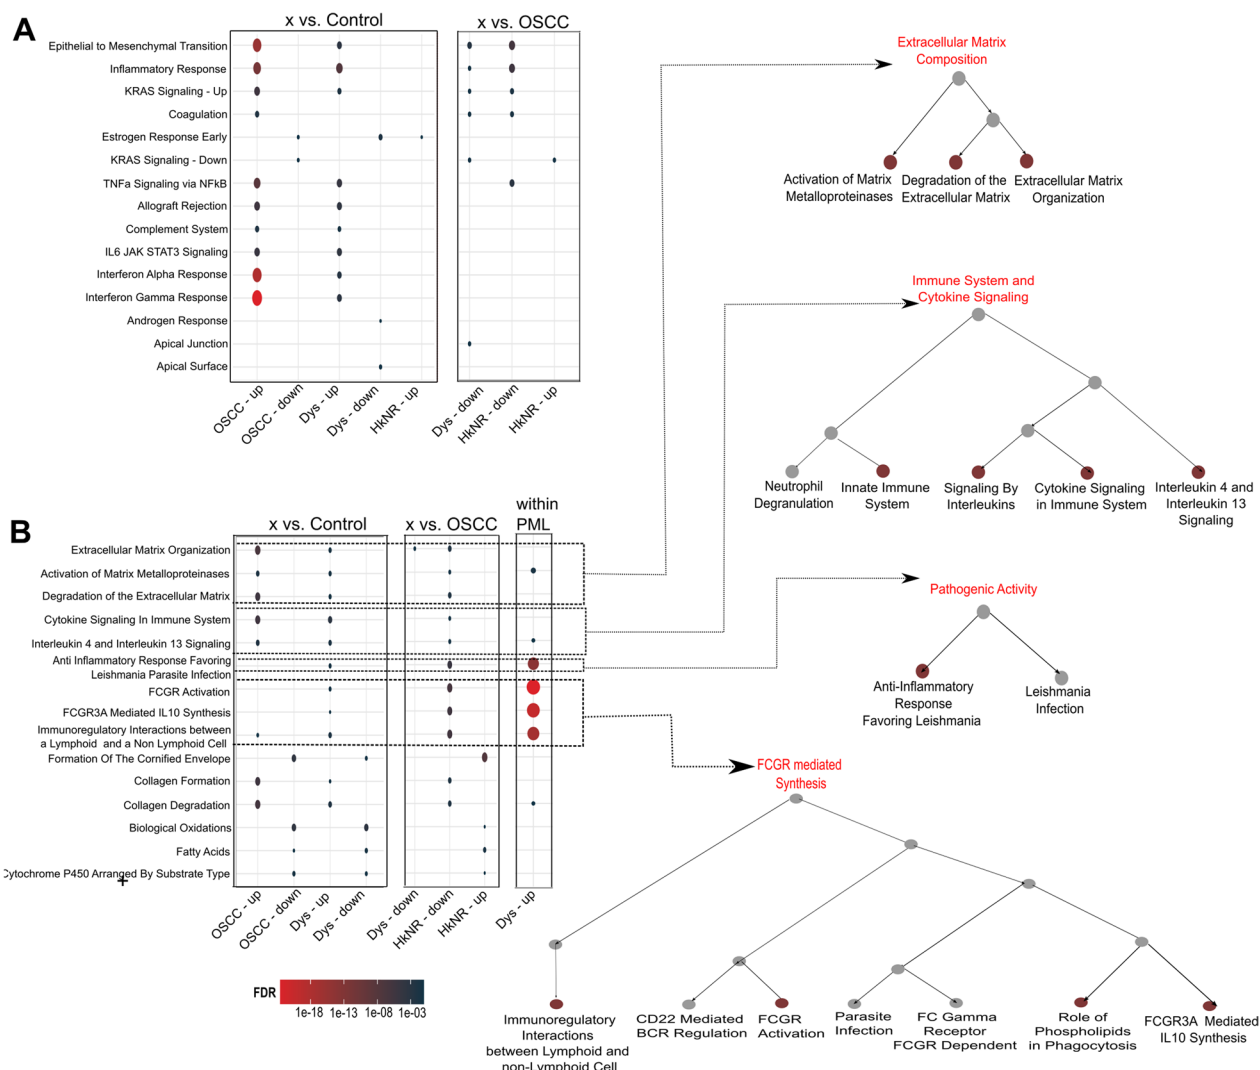 A
x vs. Control
x vs. OSCC
Epithelial to Mesenchymal Transition
Inflammatory Response
KRAS Signaling - Up
Coagulation
Estrogen Response Early
KRAS Signaling - Down
TNFa Signaling via NFkB
Allograft Rejection
Complement System
IL6 JAK STAT3 Signaling
Interferon Alpha Response
Interferon Gamma Response
Androgen Response
Apical Junction
Apical Surface
OSCC - up
OSCC - down
Dys - up
Dys - down
HkNR - up
Dys - down
HkNR - down
HkNR - up
Extracellular Matrix
Composition
Activation of Matrix
Metalloproteinases
Degradation of the
Extracellular Matrix
Extracellular Matrix
Organization
Immune System and
Cytokine Signaling
Neutrophil
Degranulation
Innate Immune
System
Signaling By
Interleukins
Cytokine Signaling
in Immune System
Interleukin 4 and
Interleukin 13
Signaling
B
x vs. Control
x vs. OSCC
within
PML
Extracellular Matrix Organization
Activation of Matrix Metalloproteinases
Degradation of the Extracellular Matrix
Cytokine Signaling In Immune System
Interleukin 4 and Interleukin 13 Signaling
Anti Inflammatory Response Favoring
Leishmania Parasite Infection
FCGR Activation
FCGR3A Mediated IL10 Synthesis
Immunoregulatory Interactions between
a Lymphoid and a Non Lymphoid Cell
Formation Of The Cornified Envelope
Collagen Formation
Collagen Degradation
Biological Oxidations
Fatty Acids
Cytochrome P450 Arranged By Substrate Type
OSCC - up
OSCC - down
Dys - up
Dys - down
Dys - down
HkNR - down
HkNR - up
Dys - up
FDR
1e-18
1e-13
1e-08
1e-03
Pathogenic Activity
Anti-Inflammatory
Response
Favoring Leishmania
Leishmania
Infection
FCGR mediated
Synthesis
Immunoregulatory
Interactions
between Lymphoid and
non-Lymphoid Cell
CD22 Mediated
BCR Regulation
FCGR
Activation
Parasite
Infection
FC Gamma
Receptor
FCGR Dependent
Role of
Phospholipids
in Phagocytosis
FCGR3A Mediated
IL10 Synthesis